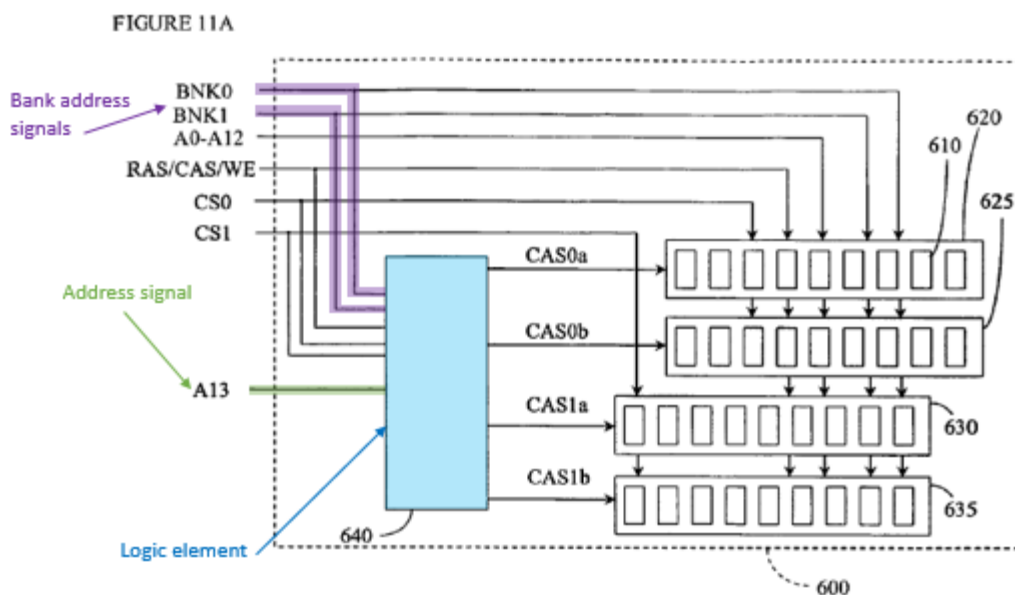 FIGURE 11A
Bank address
signals
BNK0
BNK1
A0-A12
RAS/CAS/WE
CS0
CS1
610
620
625
CAS0a
Address signal
CAS0b
A13
CAS1a
630
CAS1b
635
Logic element
640
600